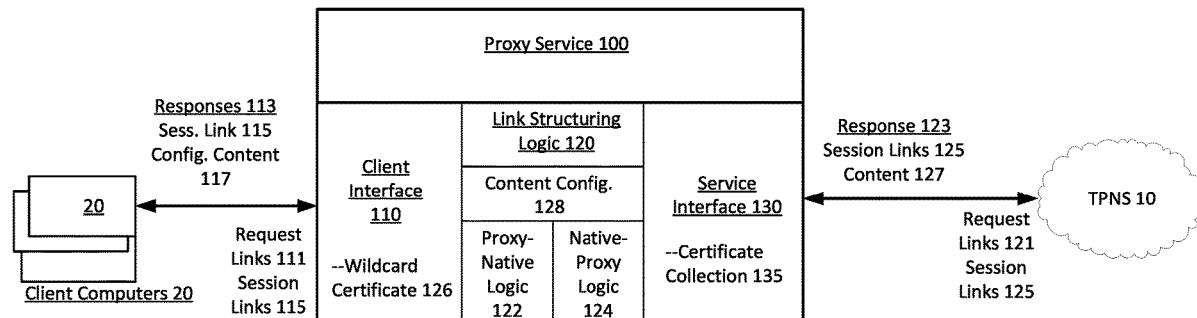 Proxy Service 100
Responses 113
Sess. Link 115
Config. Content
117
20
Client Computers 20
Request
Links 111
Session
Links 115
Client
Interface
110
--Wildcard
Certificate 126
Link Structuring
Logic 120
Content Config.
128
Proxy-
Native
Logic
122
Native-
Proxy
Logic
124
Service
Interface 130
--Certificate
Collection 135
Response 123
Session Links 125
Content 127
Request
Links 121
Session
Links 125
TPNS 10